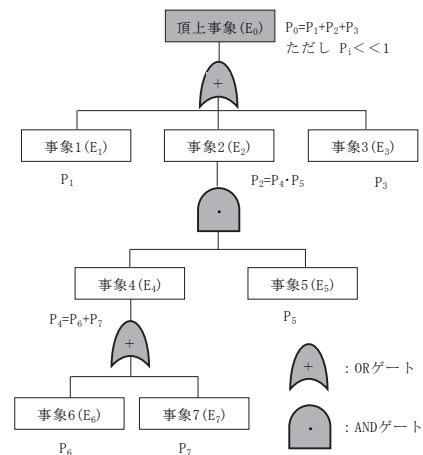 頂上事象(E₀)
P₀=P₁+P₂+P₃
ただし Pᵢ<<1
+
事象1(E₁)
事象2(E₂)
事象3(E₃)
P₁
P₂=P₄・P₅
P₃
・
事象4(E₄)
事象5(E₅)
P₄=P₆+P₇
P₅
+
+
：ORゲート
事象6(E₆)
事象7(E₇)
・
：ANDゲート
P₆
P₇